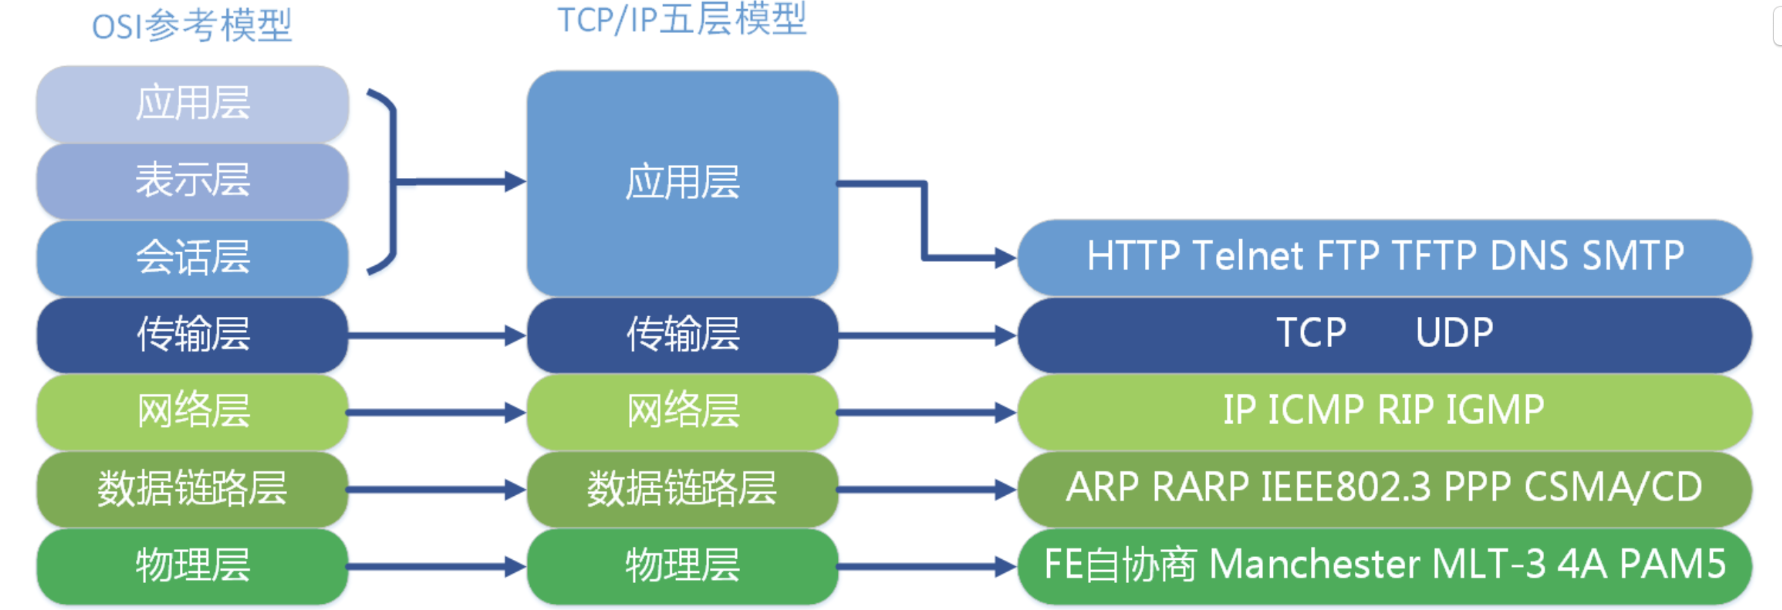 OSI参考模型
TCP/IP五层模型
应用层
表示层
会话层
传输层
网络层
数据链路层
物理层
应用层
传输层
网络层
数据链路层
物理层
HTTP Telnet FTP TFTP DNS SMTP
TCP UDP
IP ICMP RIP IGMP
ARP RARP IEEE802.3 PPP CSMA/CD
FE自协商 Manchester MLT-3 4A PAM5